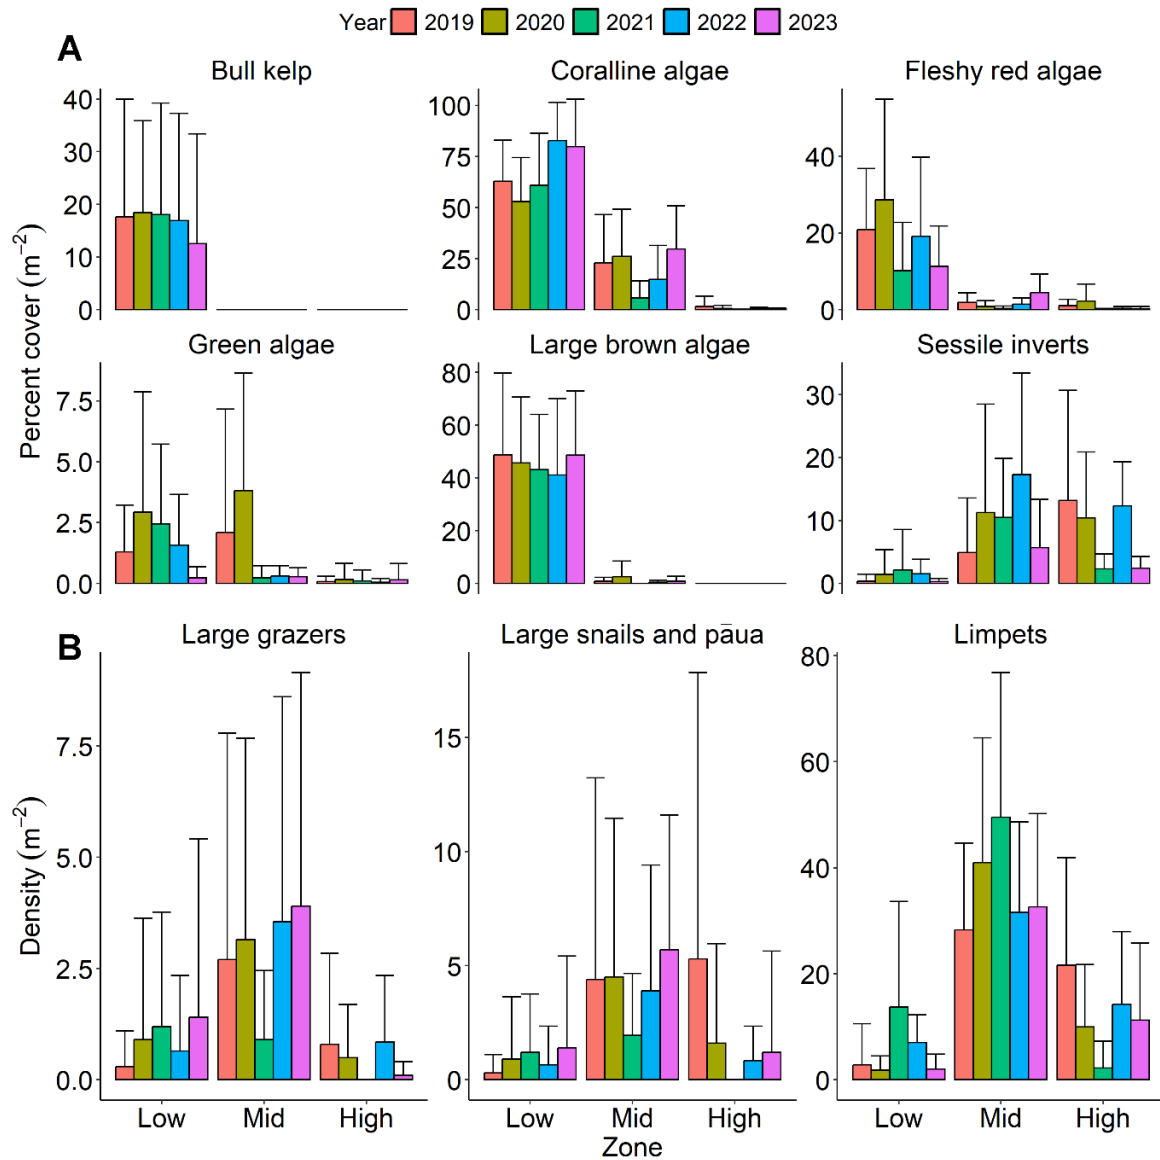 Year 2019 2020 2021 2022 2023
A
Bull kelp Coralline algae Fleshy red algae
Percent cover (m⁻²)
40 30 20 10 0
100 75 50 25 0
40 20 0
Green algae Large brown algae Sessile inverts
7.5 5.0 2.5 0.0
80 60 40 20 0
30 20 10 0
B
Large grazers Large snails and pāua Limpets
Density (m⁻²)
7.5 5.0 2.5 0.0
15 10 5 0
80 60 40 20 0
Low Mid High Low Mid High Low Mid High
Zone